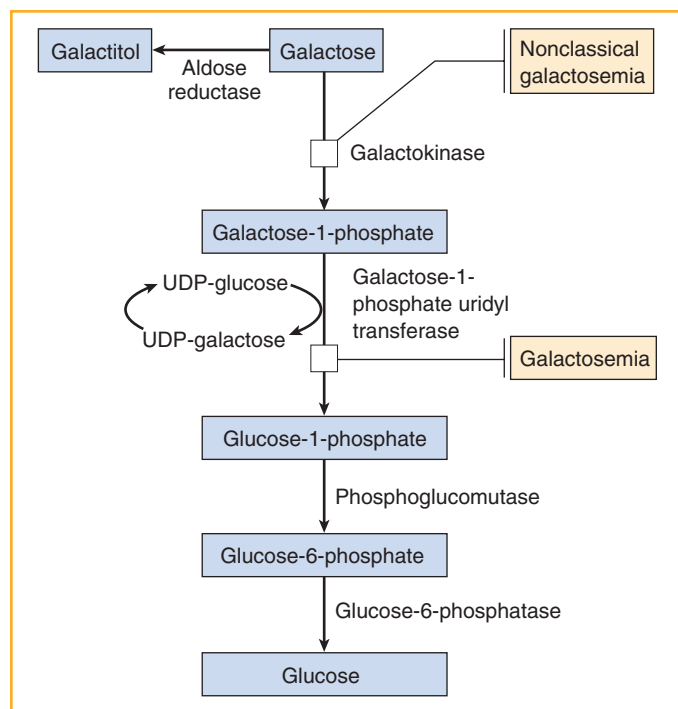 Galactitol
Galactose
Nonclassical
galactosemia
Aldose
reductase
Galactokinase
Galactose-1-phosphate
UDP-glucose
UDP-galactose
Galactose-1-
phosphate uridyl
transferase
Galactosemia
Glucose-1-phosphate
Phosphoglucomutase
Glucose-6-phosphate
Glucose-6-phosphatase
Glucose